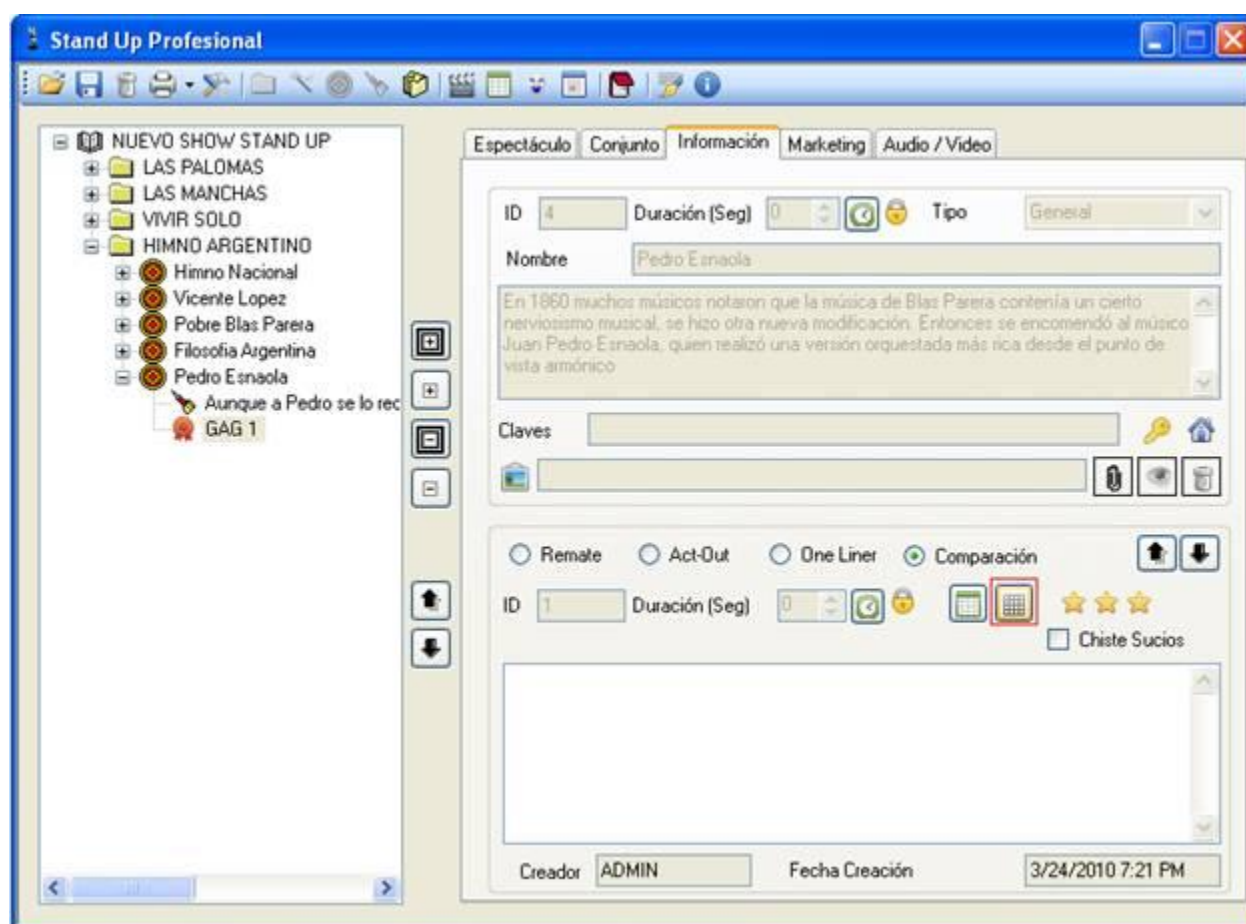 Stand Up Profesional
NUEVO SHOW STAND UP
LAS PALOMAS
LAS MANCHAS
VIVIR SOLO
HIMNO ARGENTINO
Himno Nacional
Vicente Lopez
Pobre Blas Parera
Filosofia Argentina
Pedro Esnaola
Aunque a Pedro se lo rec
GAG 1
Espectáculo Conjunto Información Marketing Audio / Video
ID 4 Duración (Seg) 0 Tipo General
Nombre Pedro Esnaola
En 1860 muchos músicos notaron que la música de Blas Parera contenía un cierto
nerviosismo musical, se hizo otra nueva modificación. Entonces se encomendó al músico
Juan Pedro Esnaola, quien realizó una versión orquestada más rica desde el punto de
vista armónico
Claves
Remate Act-Out One Liner Comparación
ID 1 Duración (Seg) 0
Chiste Sucios
Creador ADMIN Fecha Creación 3/24/2010 7:21 PM